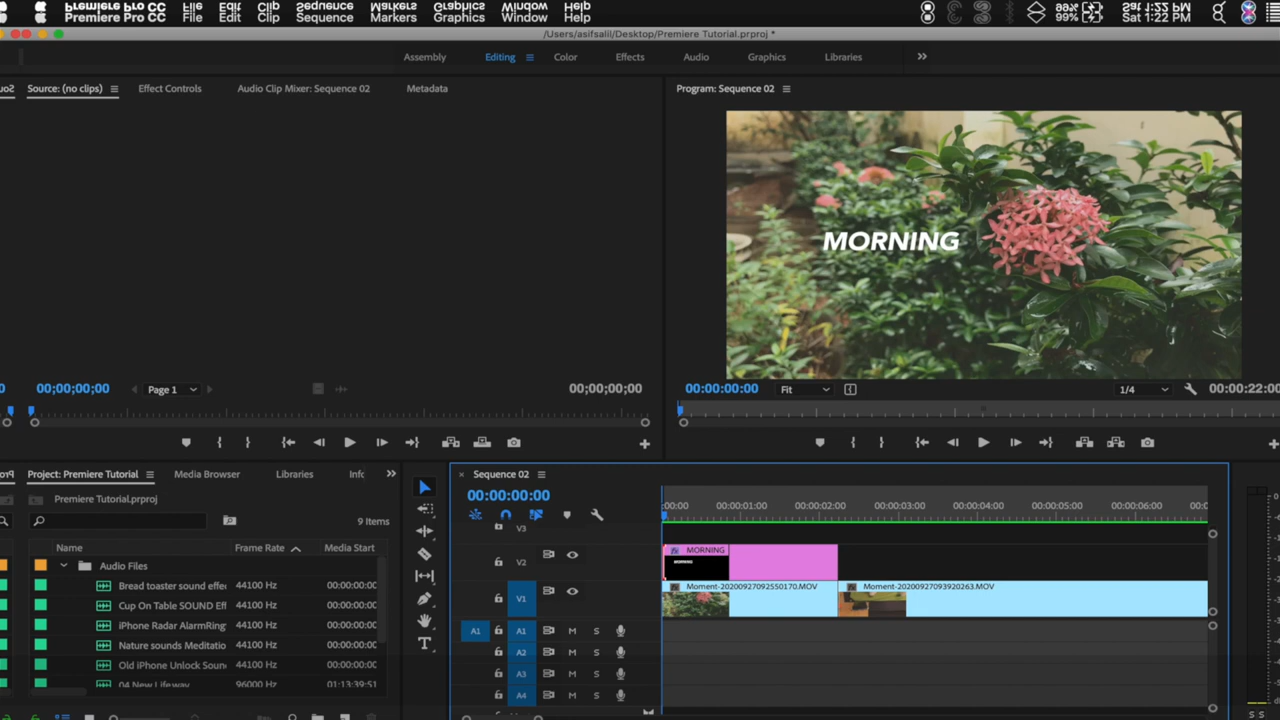 Premiere Pro CC File Edit Clip Sequence Markers Graphics Window Help 99% Sat 1:22 PM
/Users/asifsalil/Desktop/Premiere Tutorial.prproj *
Assembly Editing Color Effects Audio Graphics Libraries
Source: (no clips) Effect Controls Audio Clip Mixer: Sequence 02 Metadata
Program: Sequence 02
MORNING
00;00;00;00 Page 1 00;00;00;00
00:00:00:00 Fit 1/4 00:00:22:00
Project: Premiere Tutorial Media Browser Libraries Info
Premiere Tutorial.prproj
9 Items
Name Frame Rate Media Start
Audio Files
Bread toaster sound effe 44100 Hz 00:00:00:00
Cup On Table SOUND Ef 44100 Hz 00:00:00:00
iPhone Radar AlarmRing 44100 Hz 00:00:00:00
Nature sounds Meditatio 44100 Hz 00:00:00:00
Old iPhone Unlock Soun 44100 Hz 00:00:00:00
04 New Life.wav 96000 Hz 01:13:39:51
× Sequence 02
00:00:00:00
:00:00 00:00:01:00 00:00:02:00 00:00:03:00 00:00:04:00 00:00:05:00 00:00:06:00
V3
V2 MORNING
MORNING
V1 Moment-20200927092550170.MOV Moment-20200927093920263.MOV
A1 A1 M S
A2 M S
A3 M S
A4 M S
S S